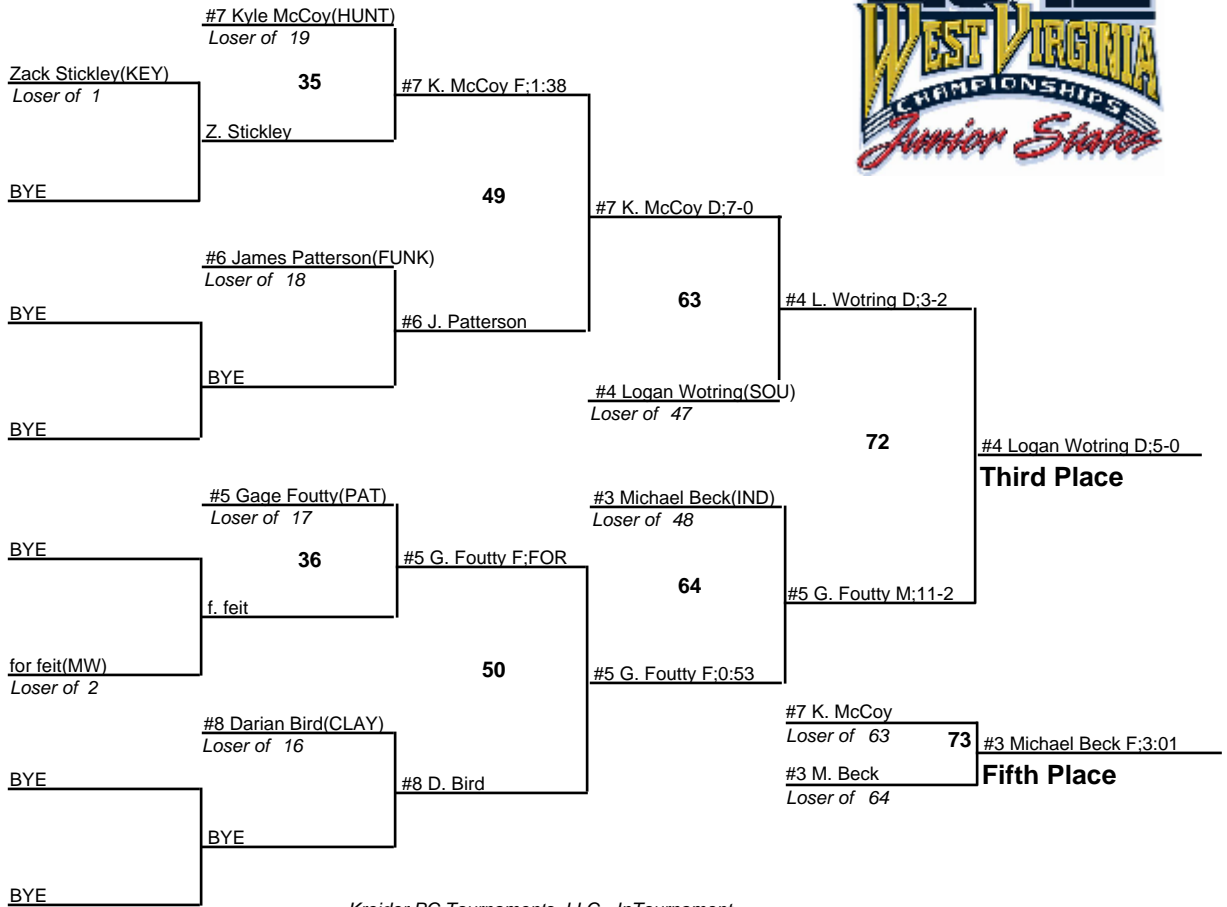 #7 Kyle McCoy(HUNT)
Loser of 19
Zack Stickley(KEY)
Loser of 1
35
#7 K. McCoy F;1:38
Z. Stickley
BYE
49
#7 K. McCoy D;7-0
#6 James Patterson(FUNK)
Loser of 18
BYE
#6 J. Patterson
63
#4 L. Wotring D;3-2
BYE
#4 Logan Wotring(SOU)
Loser of 47
BYE
72
#4 Logan Wotring D;5-0
Third Place
#5 Gage Foutty(PAT)
Loser of 17
#3 Michael Beck(IND)
Loser of 48
BYE
36
#5 G. Foutty F;FOR
64
f. feit
#5 G. Foutty M;11-2
for feit(MW)
Loser of 2
50
#5 G. Foutty F;0:53
#8 Darian Bird(CLAY)
Loser of 16
#7 K. McCoy
Loser of 63
73
#3 Michael Beck F;3:01
Fifth Place
#3 M. Beck
Loser of 64
BYE
#8 D. Bird
BYE
BYE
WEST VIRGINIA
CHAMPIONSHIPS
Junior States